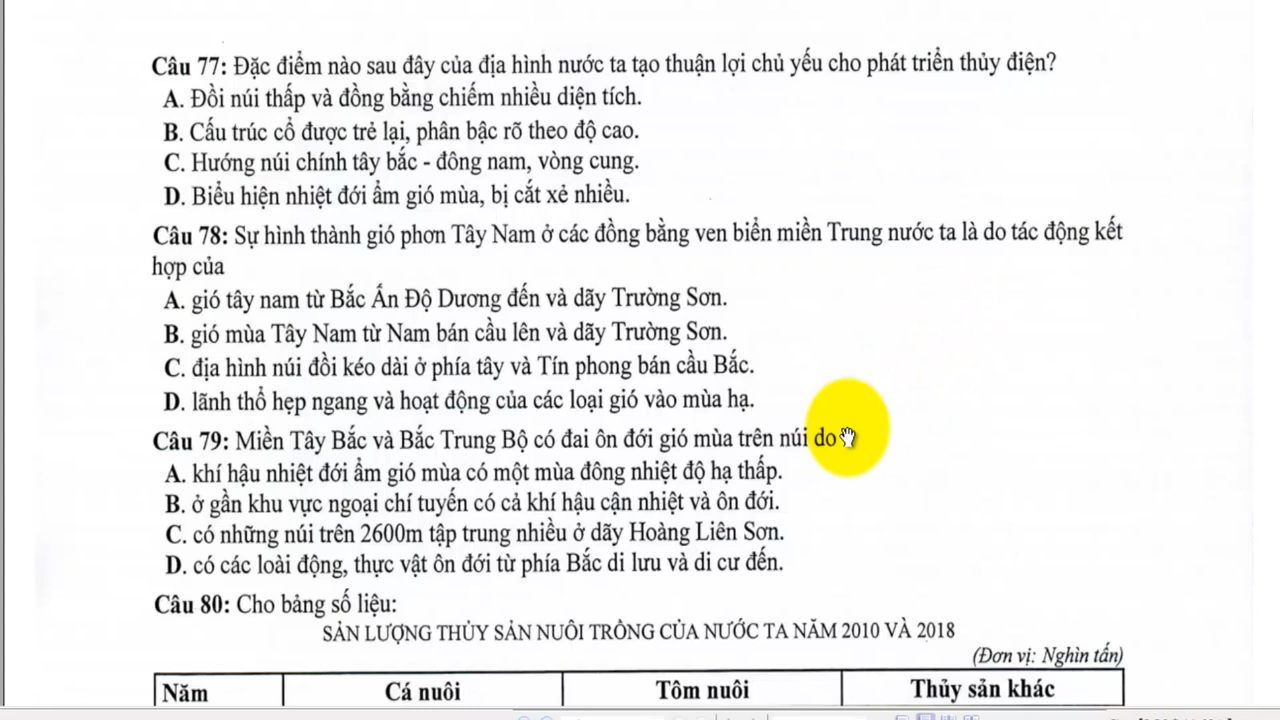 Câu 77: Đặc điểm nào sau đây của địa hình nước ta tạo thuận lợi chủ yếu cho phát triển thủy điện?
A. Đồi núi thấp và đồng bằng chiếm nhiều diện tích.
B. Cấu trúc cổ được trẻ lại, phân bậc rõ theo độ cao.
C. Hướng núi chính tây bắc - đông nam, vòng cung.
D. Biểu hiện nhiệt đới ẩm gió mùa, bị cắt xẻ nhiều.
Câu 78: Sự hình thành gió phơn Tây Nam ở các đồng bằng ven biển miền Trung nước ta là do tác động kết
hợp của
A. gió tây nam từ Bắc Ấn Độ Dương đến và dãy Trường Sơn.
B. gió mùa Tây Nam từ Nam bán cầu lên và dãy Trường Sơn.
C. địa hình núi đồi kéo dài ở phía tây và Tín phong bán cầu Bắc.
D. lãnh thổ hẹp ngang và hoạt động của các loại gió vào mùa hạ.
Câu 79: Miền Tây Bắc và Bắc Trung Bộ có đai ôn đới gió mùa trên núi do
A. khí hậu nhiệt đới ẩm gió mùa có một mùa đông nhiệt độ hạ thấp.
B. ở gần khu vực ngoại chí tuyến có cả khí hậu cận nhiệt và ôn đới.
C. có những núi trên 2600m tập trung nhiều ở dãy Hoàng Liên Sơn.
D. có các loài động, thực vật ôn đới từ phía Bắc di lưu và di cư đến.
Câu 80: Cho bảng số liệu:
SẢN LƯỢNG THỦY SẢN NUÔI TRỒNG CỦA NƯỚC TA NĂM 2010 VÀ 2018
(Đơn vị: Nghìn tấn)
Năm Cá nuôi Tôm nuôi Thủy sản khác